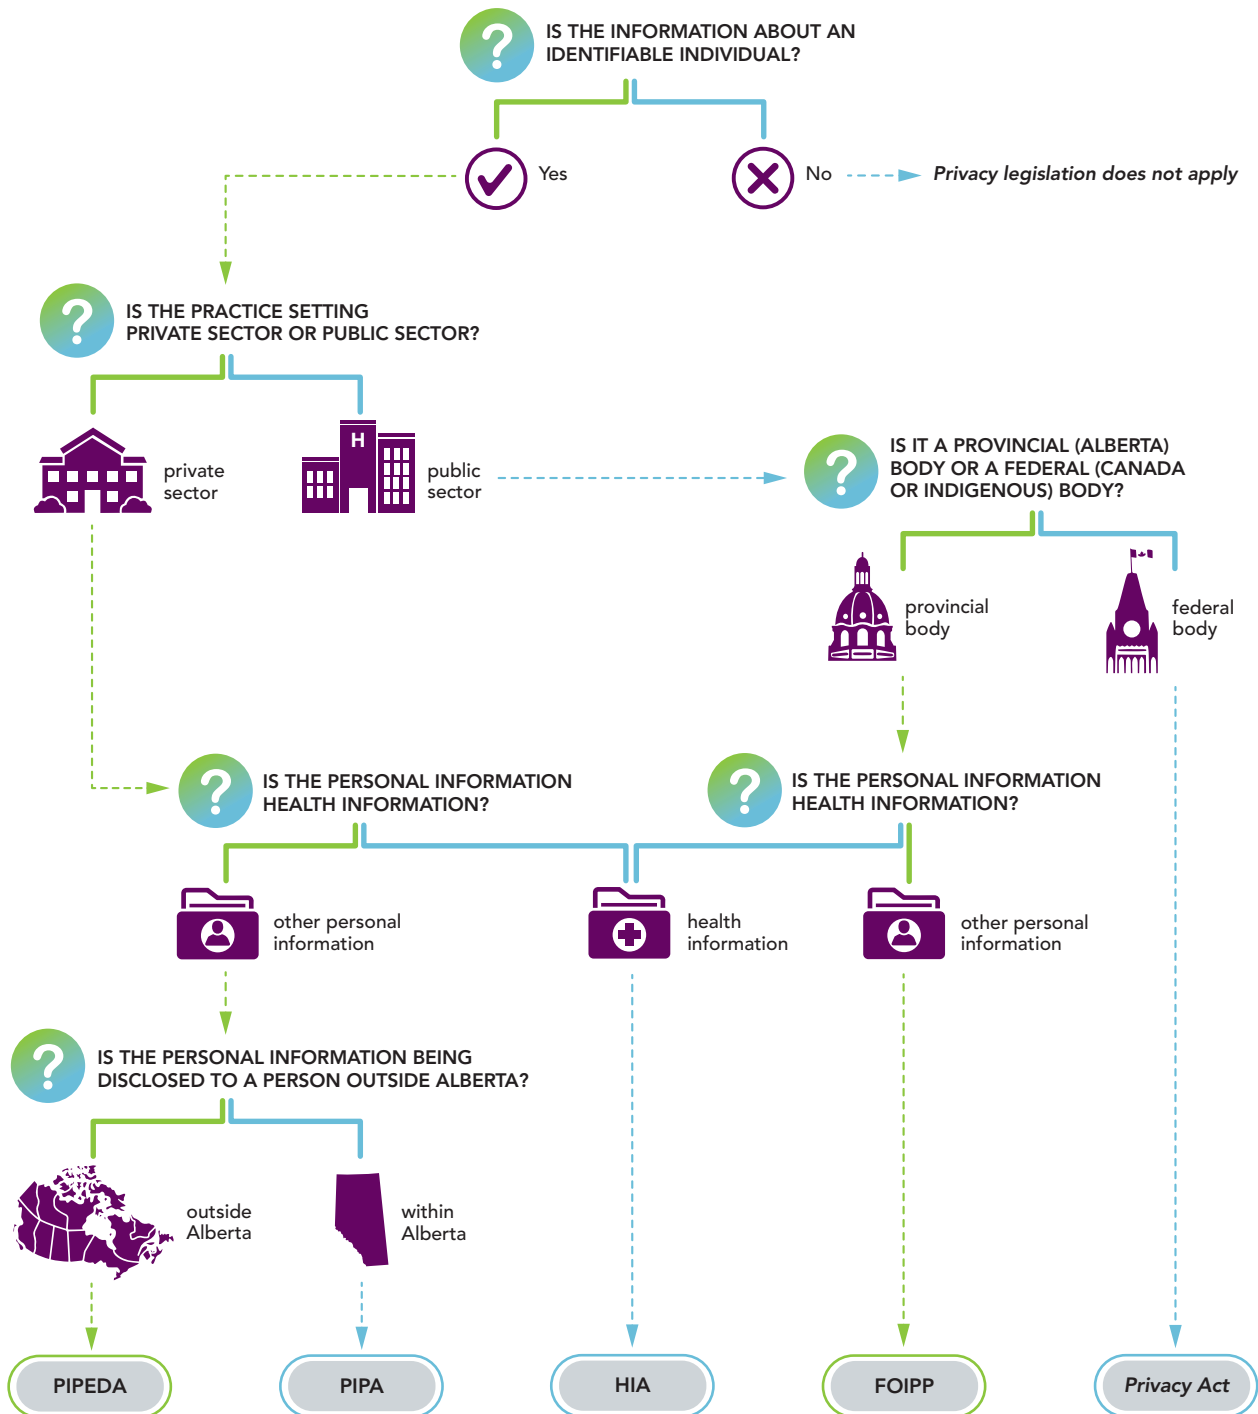 IS THE INFORMATION ABOUT AN
IDENTIFIABLE INDIVIDUAL?
Yes
No
Privacy legislation does not apply
IS THE PRACTICE SETTING
PRIVATE SECTOR OR PUBLIC SECTOR?
private
sector
H
public
sector
IS IT A PROVINCIAL (ALBERTA)
BODY OR A FEDERAL (CANADA
OR INDIGENOUS) BODY?
provincial
body
federal
body
IS THE PERSONAL INFORMATION
HEALTH INFORMATION?
IS THE PERSONAL INFORMATION
HEALTH INFORMATION?
other personal
information
health
information
other personal
information
IS THE PERSONAL INFORMATION BEING
DISCLOSED TO A PERSON OUTSIDE ALBERTA?
outside
Alberta
within
Alberta
PIPEDA
PIPA
HIA
FOIPP
Privacy Act